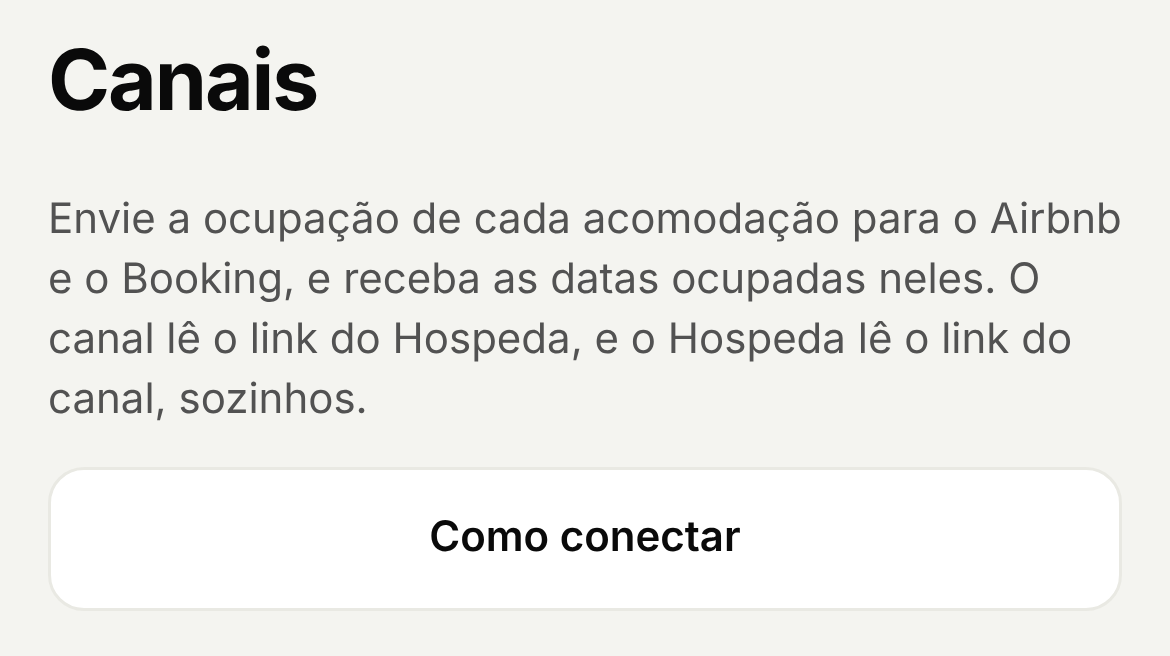 Canais
Envie a ocupação de cada acomodação para o Airbnb
e o Booking, e receba as datas ocupadas neles. O
canal lê o link do Hospeda, e o Hospeda lê o link do
canal, sozinhos.
Como conectar